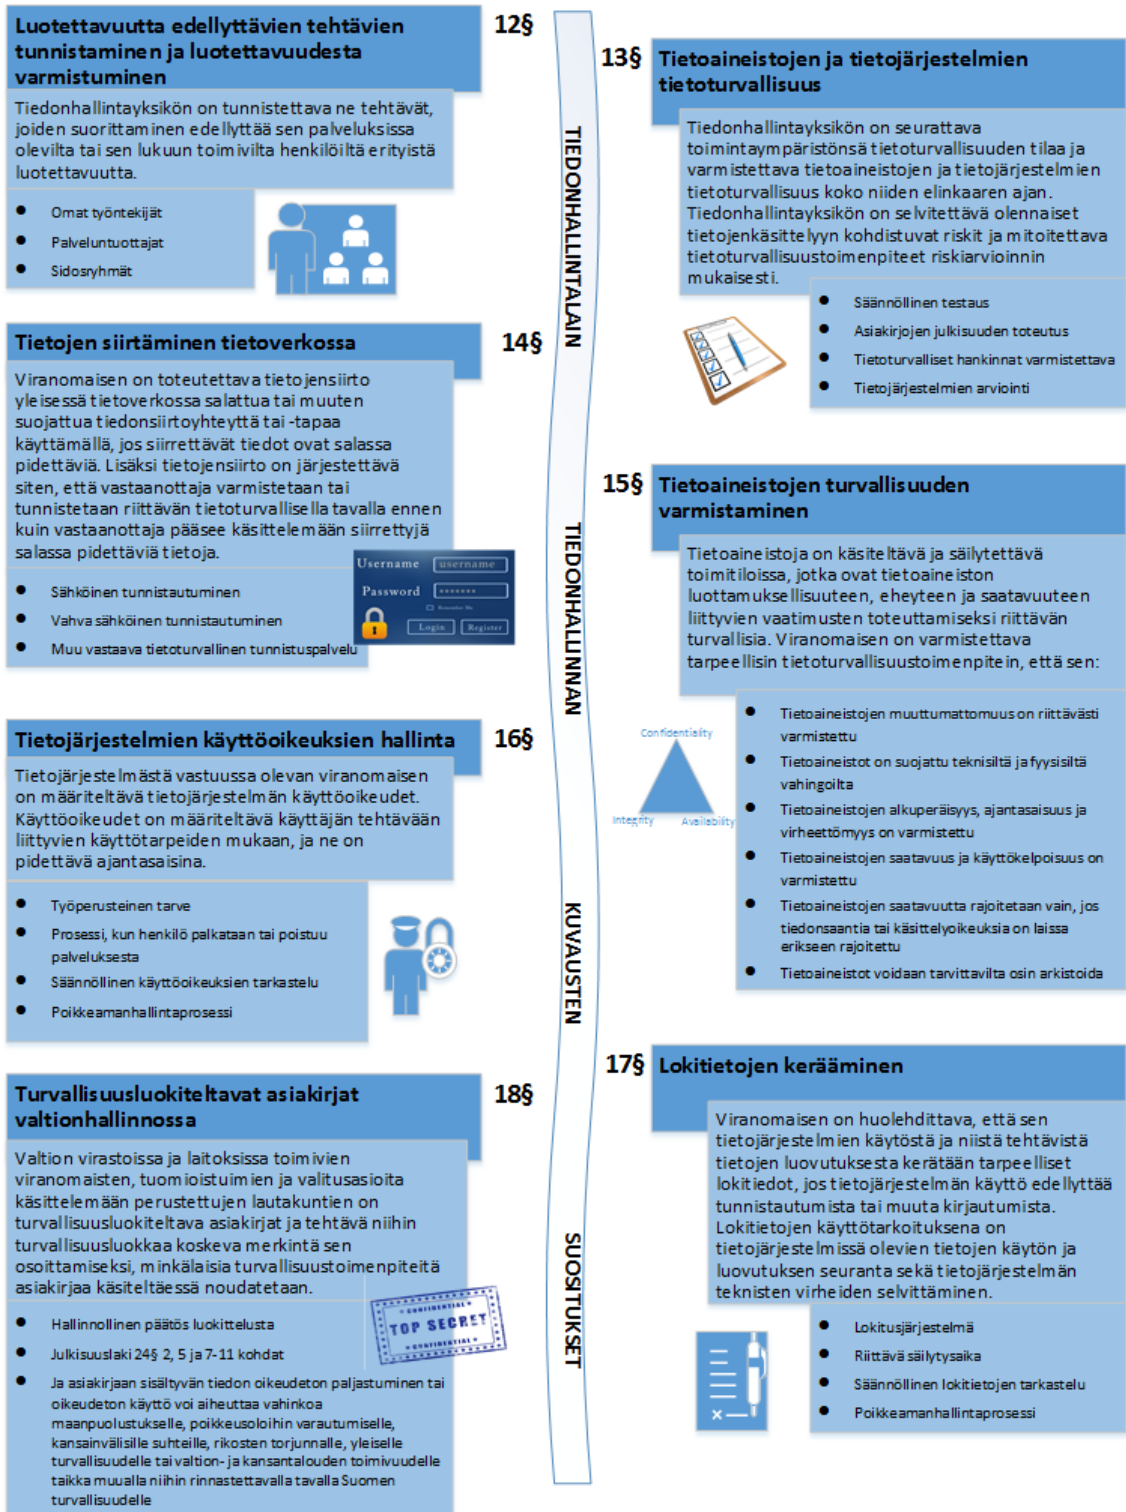 Luotettavuutta edellyttävien tehtävien
tunnistaminen ja luotettavuudesta
varmistuminen
12§
Tiedonhallintayksikön on tunnistettava ne tehtävät,
joiden suorittaminen edellyttää sen palveluksissa
olevilta tai sen lukuun toimivilta henkilöiltä erityistä
luotettavuutta.
Omat työntekijät
Palveluntuottajat
Sidosryhmät
13§
Tietoaineistojen ja tietojärjestelmien
tietoturvallisuus
Tiedonhallintayksikön on seurattava
toimintaympäristönsä tietoturvallisuuden tilaa ja
varmistettava tietoaineistojen ja tietojärjestelmien
tietoturvallisuus koko niiden elinkaaren ajan.
Tiedonhallintayksikön on selvitettävä olennaiset
tietojenkäsittelyyn kohdistuvat riskit ja mitoitettava
tietoturvallisuustoimenpiteet riskiarvioinnin
mukaisesti.
Säännöllinen testaus
Asiakirjojen julkisuuden toteutus
Tietoturvalliset hankinnat varmistettava
Tietojärjestelmien arviointi
Tietojen siirtäminen tietoverkossa
14§
Viranomaisen on toteutettava tietojensiirto
yleisessä tietoverkossa salattua tai muuten
suojattua tiedonsiirtoyhteyttä tai -tapaa
käyttämällä, jos siirrettävät tiedot ovat salassa
pidettäviä. Lisäksi tietojensiirto on järjestettävä
siten, että vastaanottaja varmistetaan tai
tunnistetaan riittävän tietoturvallisella tavalla ennen
kuin vastaanottaja pääsee käsittelemään siirrettyjä
salassa pidettäviä tietoja.
Sähköinen tunnistautuminen
Vahva sähköinen tunnistautuminen
Muu vastaava tietoturvallinen tunnistuspalvelu
Username username
Password *******
Remember Me
Login Register
15§
Tietoaineistojen turvallisuuden
varmistaminen
Tietoaineistoja on käsiteltävä ja säilytettävä
toimitiloissa, jotka ovat tietoaineiston
luottamuksellisuuteen, eheyteen ja saatavuuteen
liittyvien vaatimusten toteuttamiseksi riittävän
turvallisia. Viranomaisen on varmistettava
tarpeellisin tietoturvallisuustoimenpitein, että sen:
Tietoaineistojen muuttumattomuus on riittävästi
varmistettu
Tietoaineistot on suojattu teknisiltä ja fyysisiltä
vahingoilta
Tietoaineistojen alkuperäisyys, ajantasaisuus ja
virheettömyys on varmistettu
Tietoaineistojen saatavuus ja käyttökelpoisuus on
varmistettu
Tietoaineistojen saatavuutta rajoitetaan vain, jos
tiedonsaantia tai käsittelyoikeuksia on laissa
erikseen rajoitettu
Tietoaineistot voidaan tarvittavilta osin arkistoida
Confidentiality
Integrity Availability
Tietojärjestelmien käyttöoikeuksien hallinta
16§
Tietojärjestelmästä vastuussa olevan viranomaisen
on määriteltävä tietojärjestelmän käyttöoikeudet.
Käyttöoikeudet on määriteltävä käyttäjän tehtävään
liittyvien käyttötarpeiden mukaan, ja ne on
pidettävä ajantasaisina.
Työperusteinen tarve
Prosessi, kun henkilö palkataan tai poistuu
palveluksesta
Säännöllinen käyttöoikeuksien tarkastelu
Poikkeamanhallintaprosessi
17§
Lokitietojen kerääminen
Viranomaisen on huolehdittava, että sen
tietojärjestelmien käytöstä ja niistä tehtävistä
tietojen luovutuksesta kerätään tarpeelliset
lokitiedot, jos tietojärjestelmän käyttö edellyttää
tunnistautumista tai muuta kirjautumista.
Lokitietojen käyttötarkoituksena on
tietojärjestelmissä olevien tietojen käytön ja
luovutuksen seuranta sekä tietojärjestelmän
teknisten virheiden selvittäminen.
Lokitusjärjestelmä
Riittävä säilytysaika
Säännöllinen lokitietojen tarkastelu
Poikkeamanhallintaprosessi
Turvallisuusluokiteltavat asiakirjat
valtionhallinnossa
18§
Valtion virastoissa ja laitoksissa toimivien
viranomaisten, tuomioistuimien ja valitusasioita
käsittelemään perustettujen lautakuntien on
turvallisuusluokiteltava asiakirjat ja tehtävä niihin
turvallisuusluokkaa koskeva merkintä sen
osoittamiseksi, minkälaisia turvallisuustoimenpiteitä
asiakirjaa käsiteltäessä noudatetaan.
Hallinnollinen päätös luokittelusta
Julkisuuslaki 24§ 2, 5 ja 7-11 kohdat
Ja asiakirjaan sisältyvän tiedon oikeudeton paljastuminen tai
oikeudeton käyttö voi aiheuttaa vahinkoa
maanpuolustukselle, poikkeusoloihin varautumiselle,
kansainvälisille suhteille, rikosten torjunnalle, yleiselle
turvallisuudelle tai valtion- ja kansantalouden toimivuudelle
taikka muualla niihin rinnastettavalla tavalla Suomen
turvallisuudelle
CONFIDENTIAL
TOP SECRET
CONFIDENTIAL
TIEDONHALLINTALAIN TIEDONHALLINNAN KUVAUSTEN SUOSITUKSET